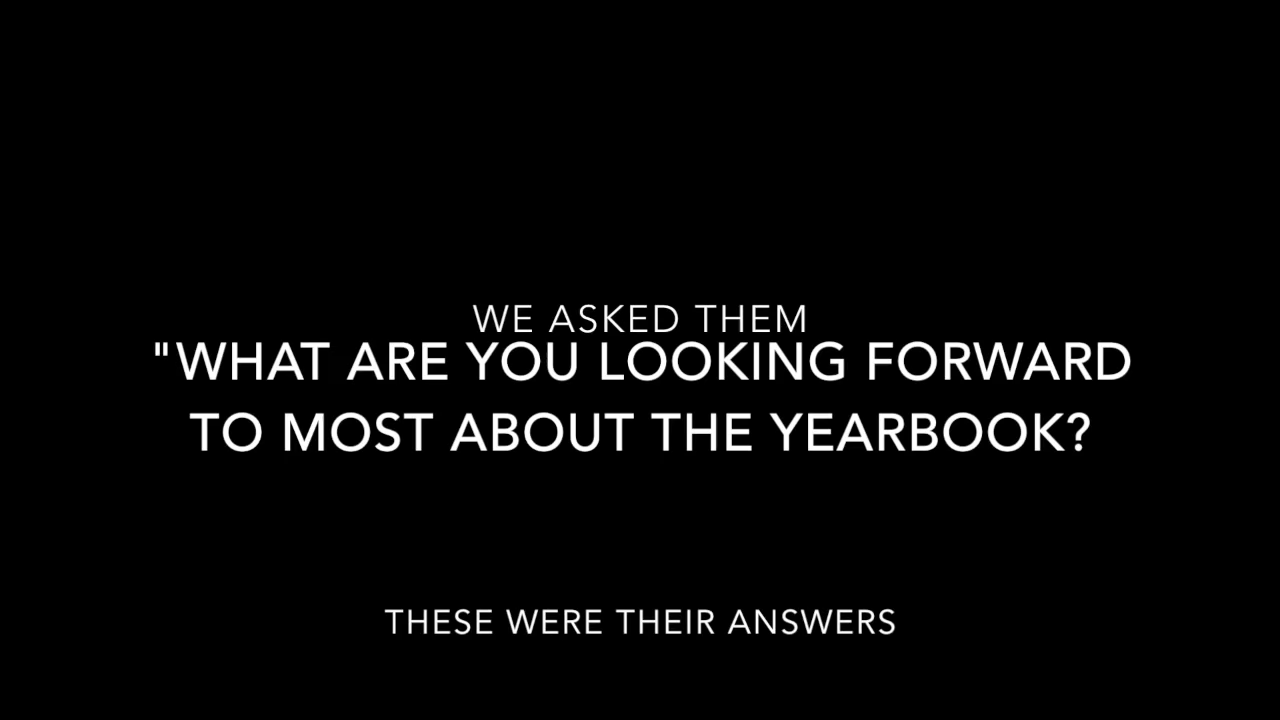 WE ASKED THEM
"WHAT ARE YOU LOOKING FORWARD
TO MOST ABOUT THE YEARBOOK?
THESE WERE THEIR ANSWERS